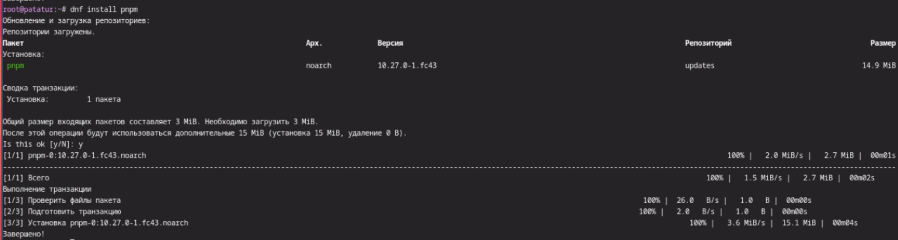 root@patatur:~# dnf install pnpm
Обновление и загрузка репозиториев:
Репозитории загружены.
Пакет Арх. Версия Репозиторий Размер
Установка:
pnpm noarch 10.27.0-1.fc43 updates 14.9 MiB
Сводка транзакции:
Установка: 1 пакета
Общий размер входящих пакетов составляет 3 MiB. Необходимо загрузить 3 MiB.
После этой операции будут использоваться дополнительные 15 MiB (установка 15 MiB, удаление 0 B).
Is this ok [y/N]: y
[1/1] pnpm-0:10.27.0-1.fc43.noarch 100% | 2.0 MiB/s | 2.7 MiB | 00m01s
[1/1] Всего 100% | 1.5 MiB/s | 2.7 MiB | 00m02s
Выполнение транзакции
[1/3] Проверить файлы пакета 100% | 26.0 B/s | 1.0 B | 00m00s
[2/3] Подготовить транзакцию 100% | 2.0 B/s | 1.0 B | 00m00s
[3/3] Установка pnpm-0:10.27.0-1.fc43.noarch 100% | 3.6 MiB/s | 15.1 MiB | 00m04s
Завершено!